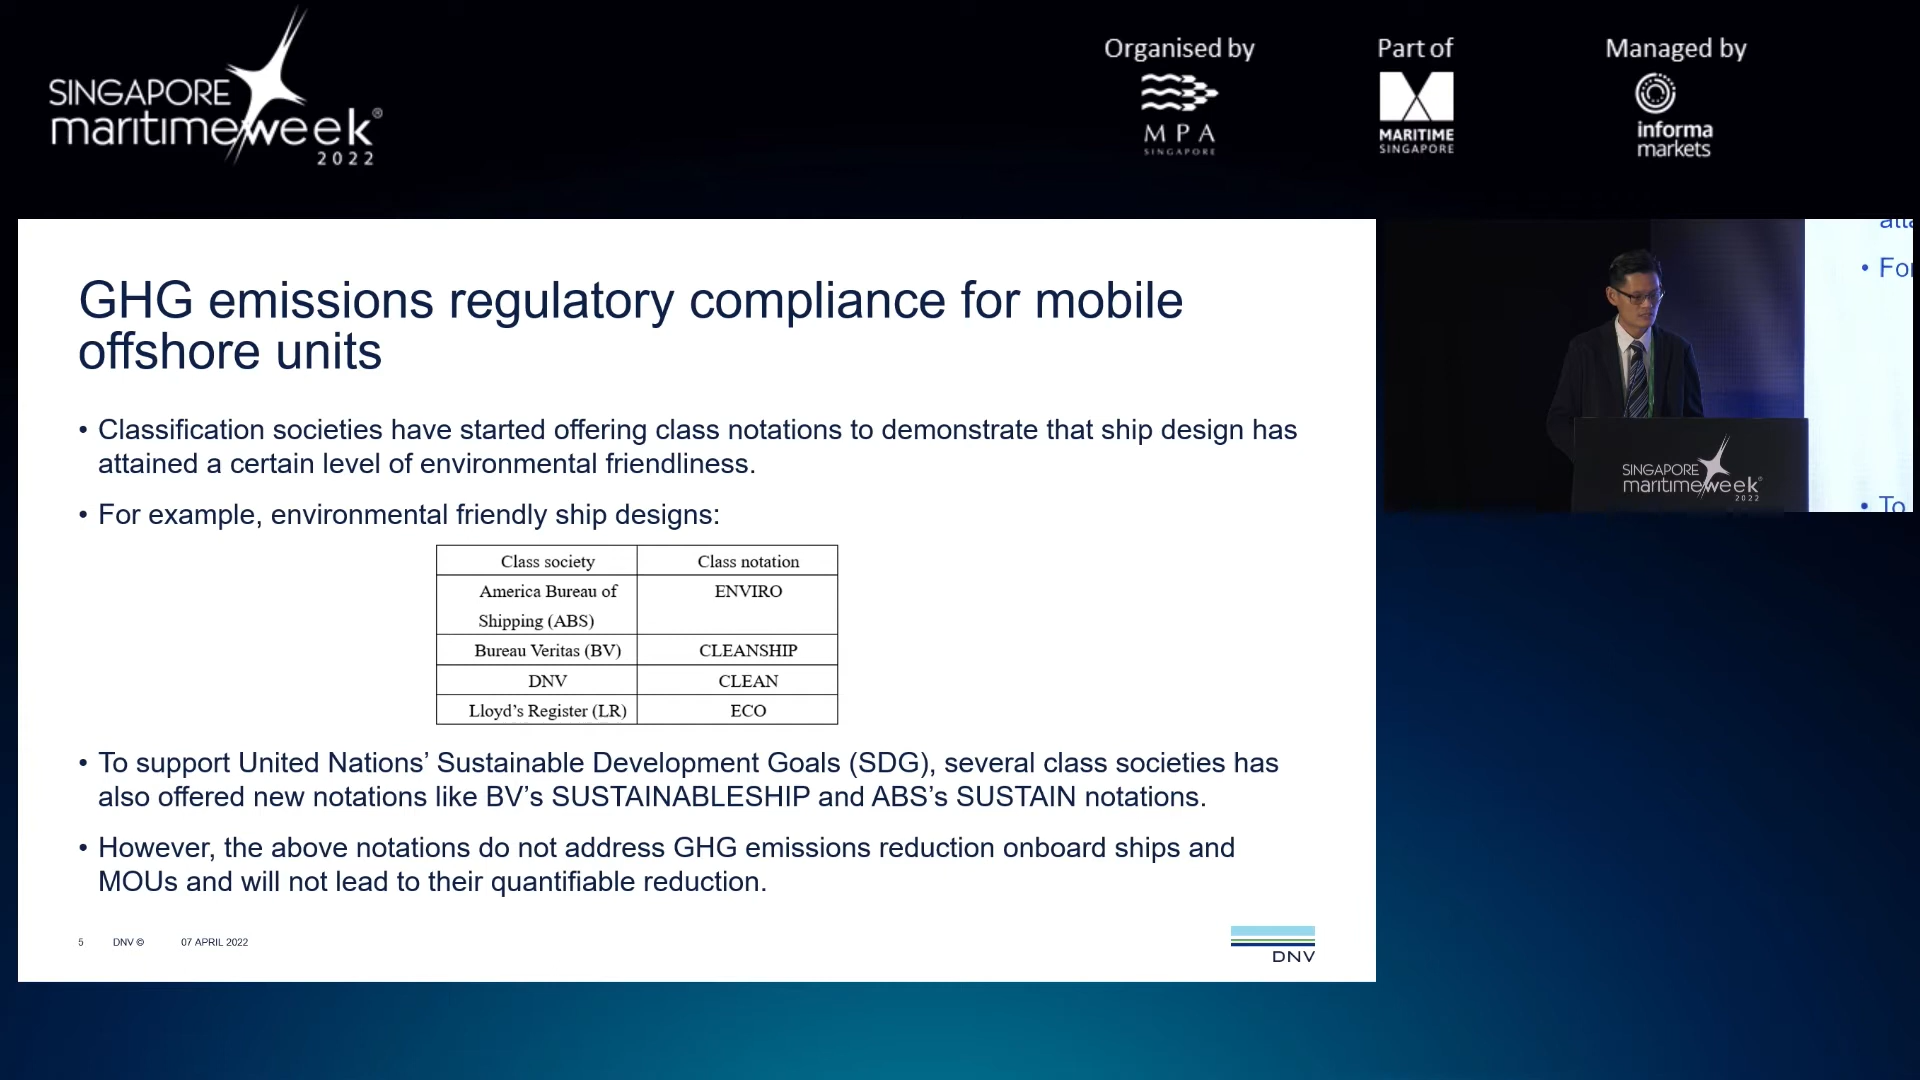 SINGAPORE
maritimeweek®
2022
Organised by
MPA
SINGAPORE
Part of
MARITIME
SINGAPORE
Managed by
informa
markets
GHG emissions regulatory compliance for mobile
offshore units
• Classification societies have started offering class notations to demonstrate that ship design has
attained a certain level of environmental friendliness.
• For example, environmental friendly ship designs:
Class society Class notation
America Bureau of ENVIRO
Shipping (ABS)
Bureau Veritas (BV) CLEANSHIP
DNV CLEAN
Lloyd’s Register (LR) ECO
• To support United Nations’ Sustainable Development Goals (SDG), several class societies has
also offered new notations like BV’s SUSTAINABLESHIP and ABS’s SUSTAIN notations.
• However, the above notations do not address GHG emissions reduction onboard ships and
MOUs and will not lead to their quantifiable reduction.
5 DNV © 07 APRIL 2022
DNV
• For
• To
SINGAPORE
maritimeweek
2022